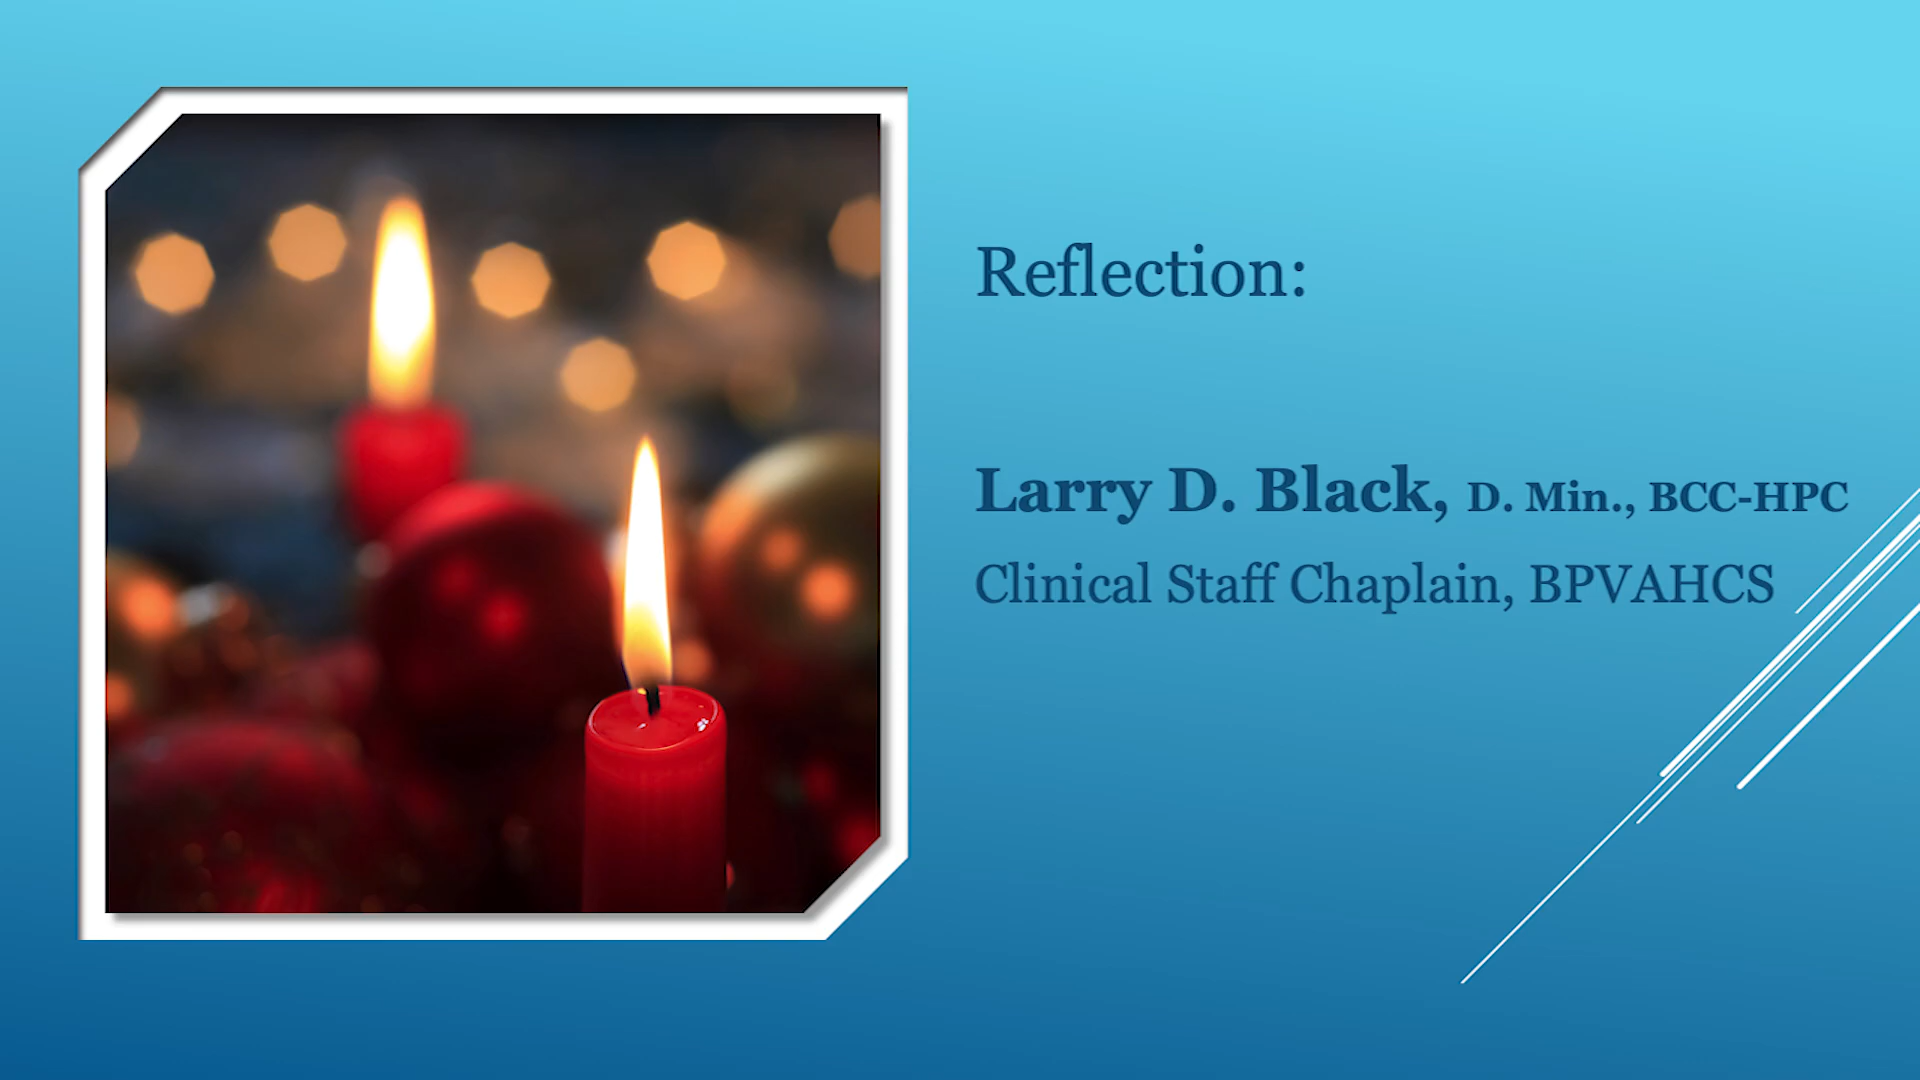 Reflection:
Larry D. Black, D. Min., BCC-HPC
Clinical Staff Chaplain, BPVAHCS